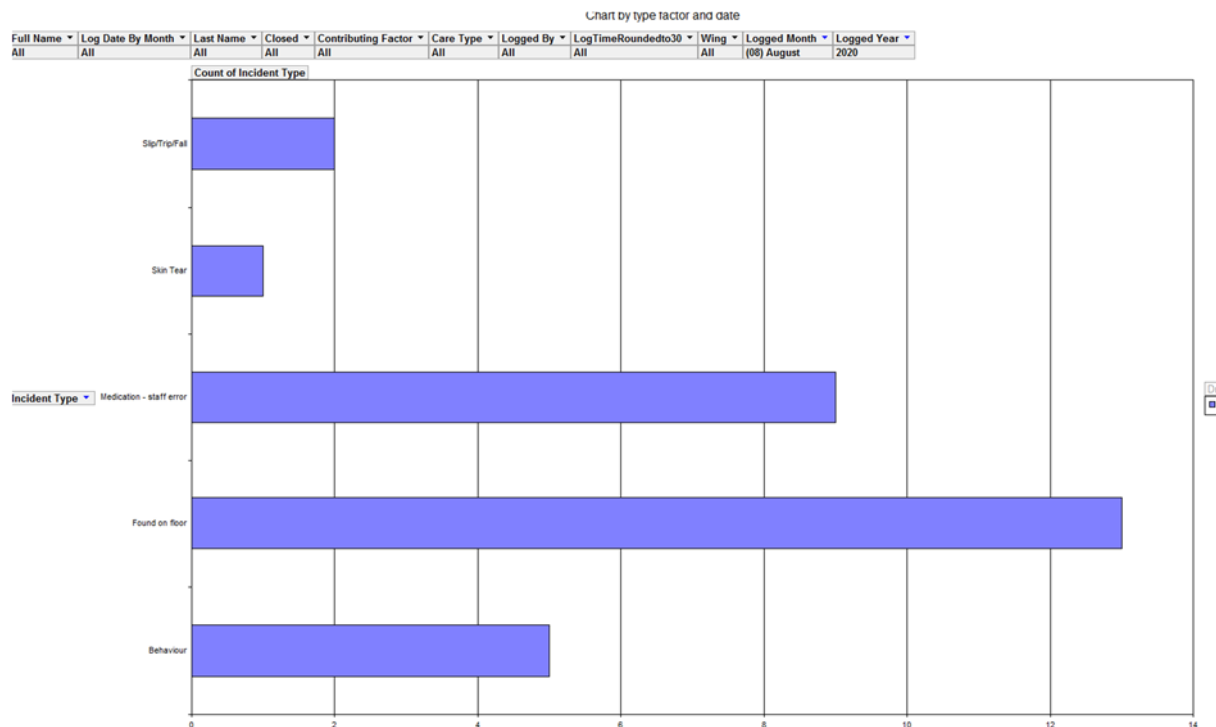 Chart by type factor and date
Full Name Log Date By Month Last Name Closed Contributing Factor Care Type Logged By LogTimeRoundedto30 Wing Logged Month Logged Year
All All All All All All All All All (08) August 2020
Count of Incident Type
Slip/Trip/Fall
Skin Tear
Incident Type Medication - staff error
Found on floor
Behaviour
0 2 4 6 8 10 12 14